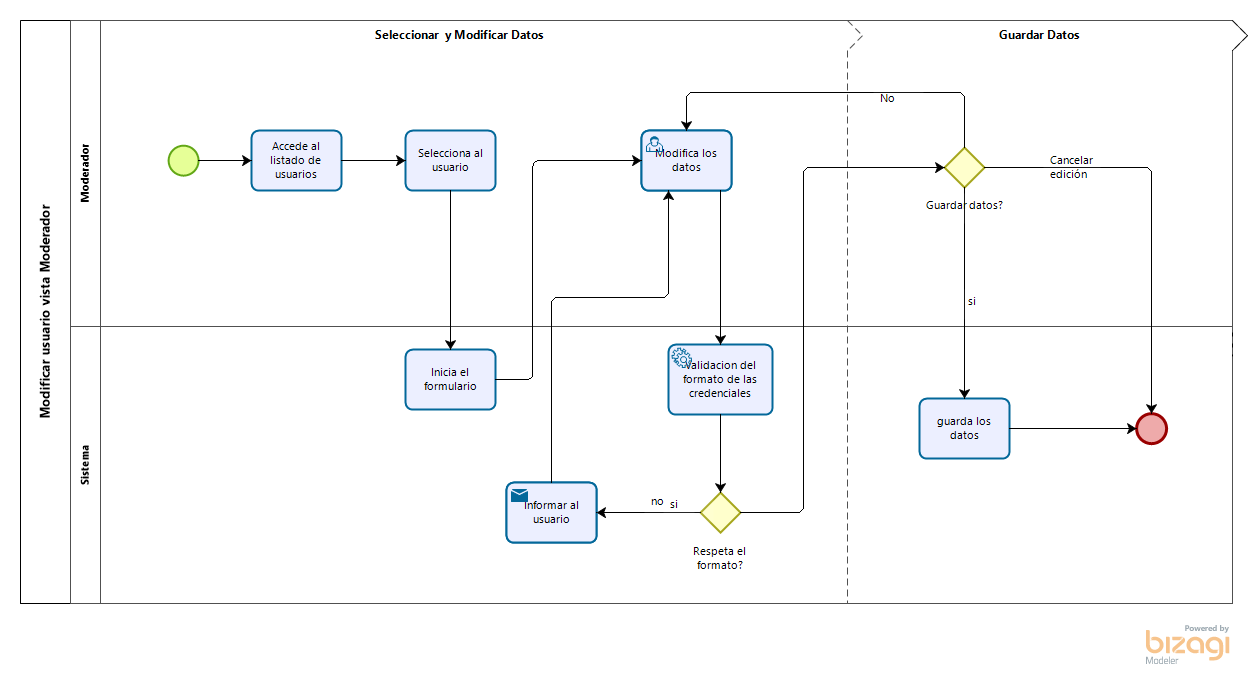 Seleccionar y Modificar Datos
Guardar Datos
Modificar usuario vista Moderador
Moderador
Sistema
Accede al
listado de
usuarios
Selecciona al
usuario
Modifica los
datos
No
Cancelar
edición
Guardar datos?
si
Inicia el
formulario
Validacion del
formato de las
credenciales
guarda los
datos
Informar al
usuario
no
si
Respeta el
formato?
Powered by
bizagi
Modeler